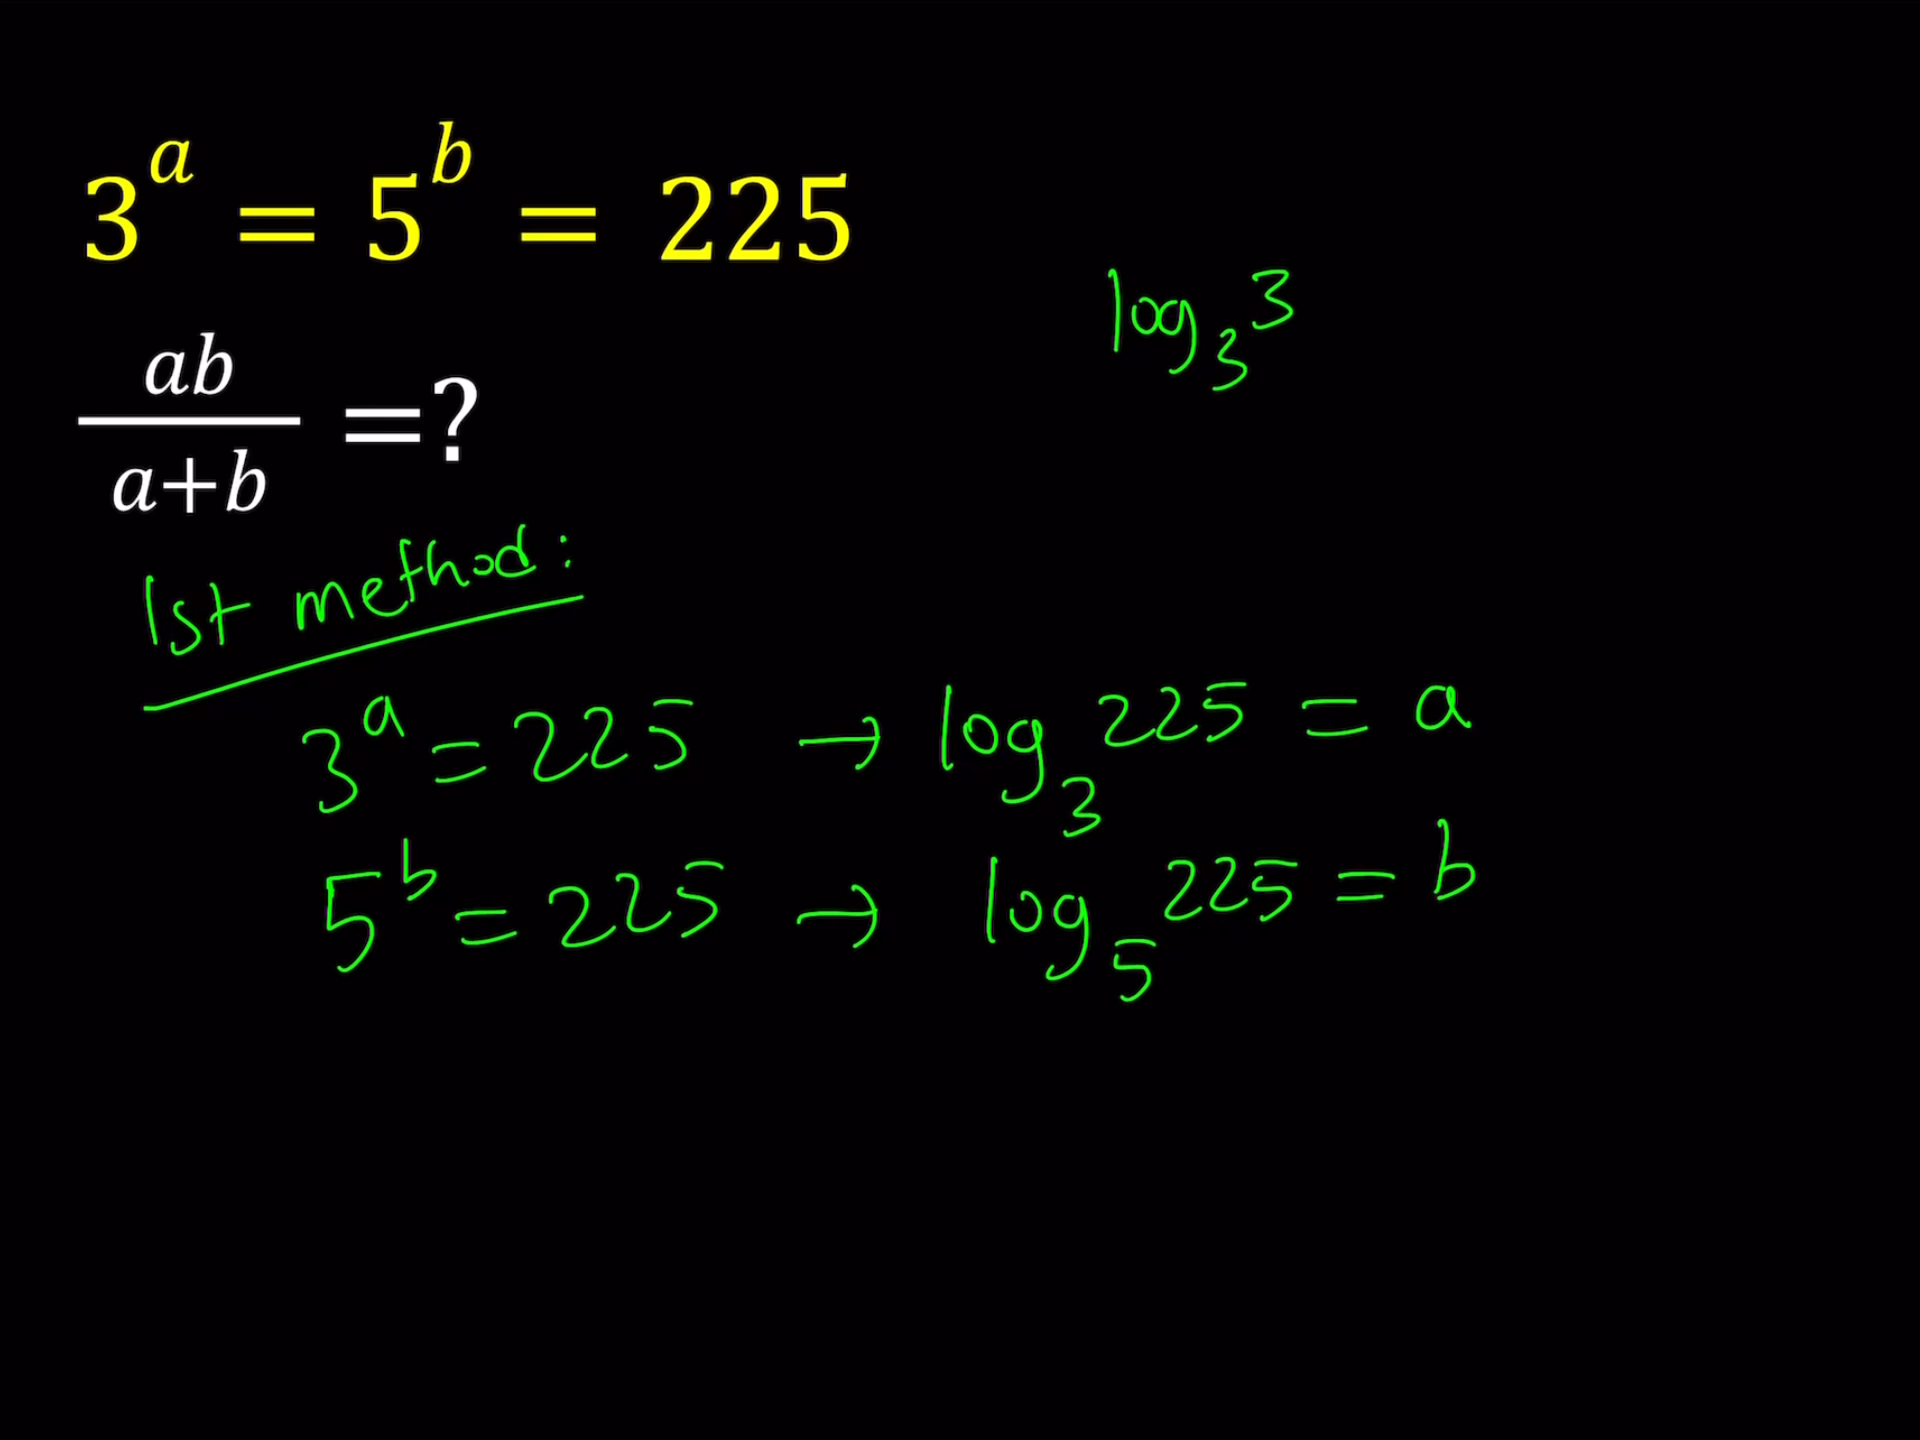 3^a = 5^b = 225
log_3 3
ab/(a+b) =?
1st method:
3^a = 225 → log_3 225 = a
5^b = 225 → log_5 225 = b